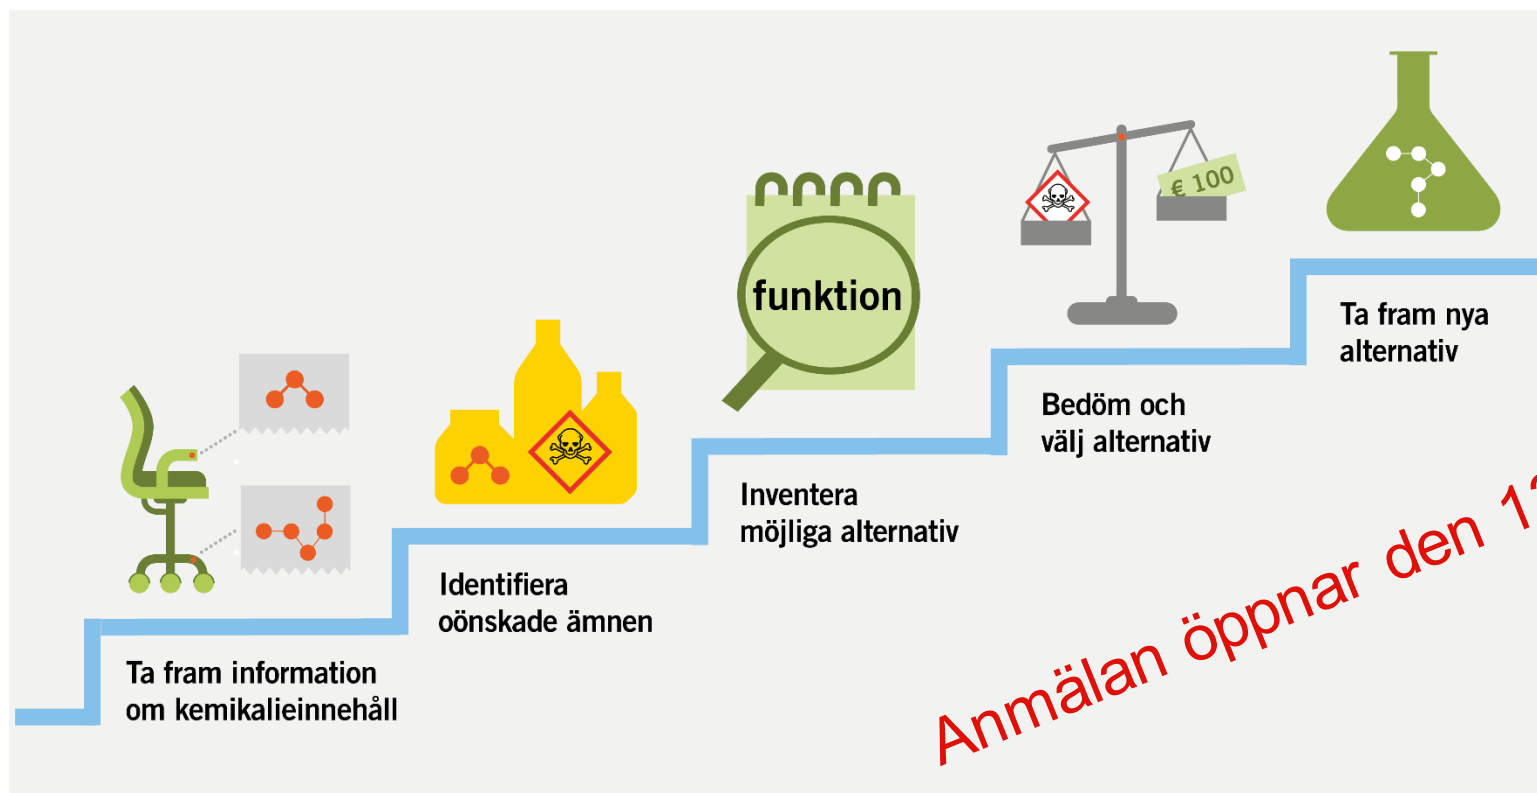 Ta fram information
om kemikalieinnehåll
Identifiera
oönskade ämnen
funktion
Inventera
möjliga alternativ
€ 100
Bedöm och
välj alternativ
Ta fram nya
alternativ
Anmälan öppnar den